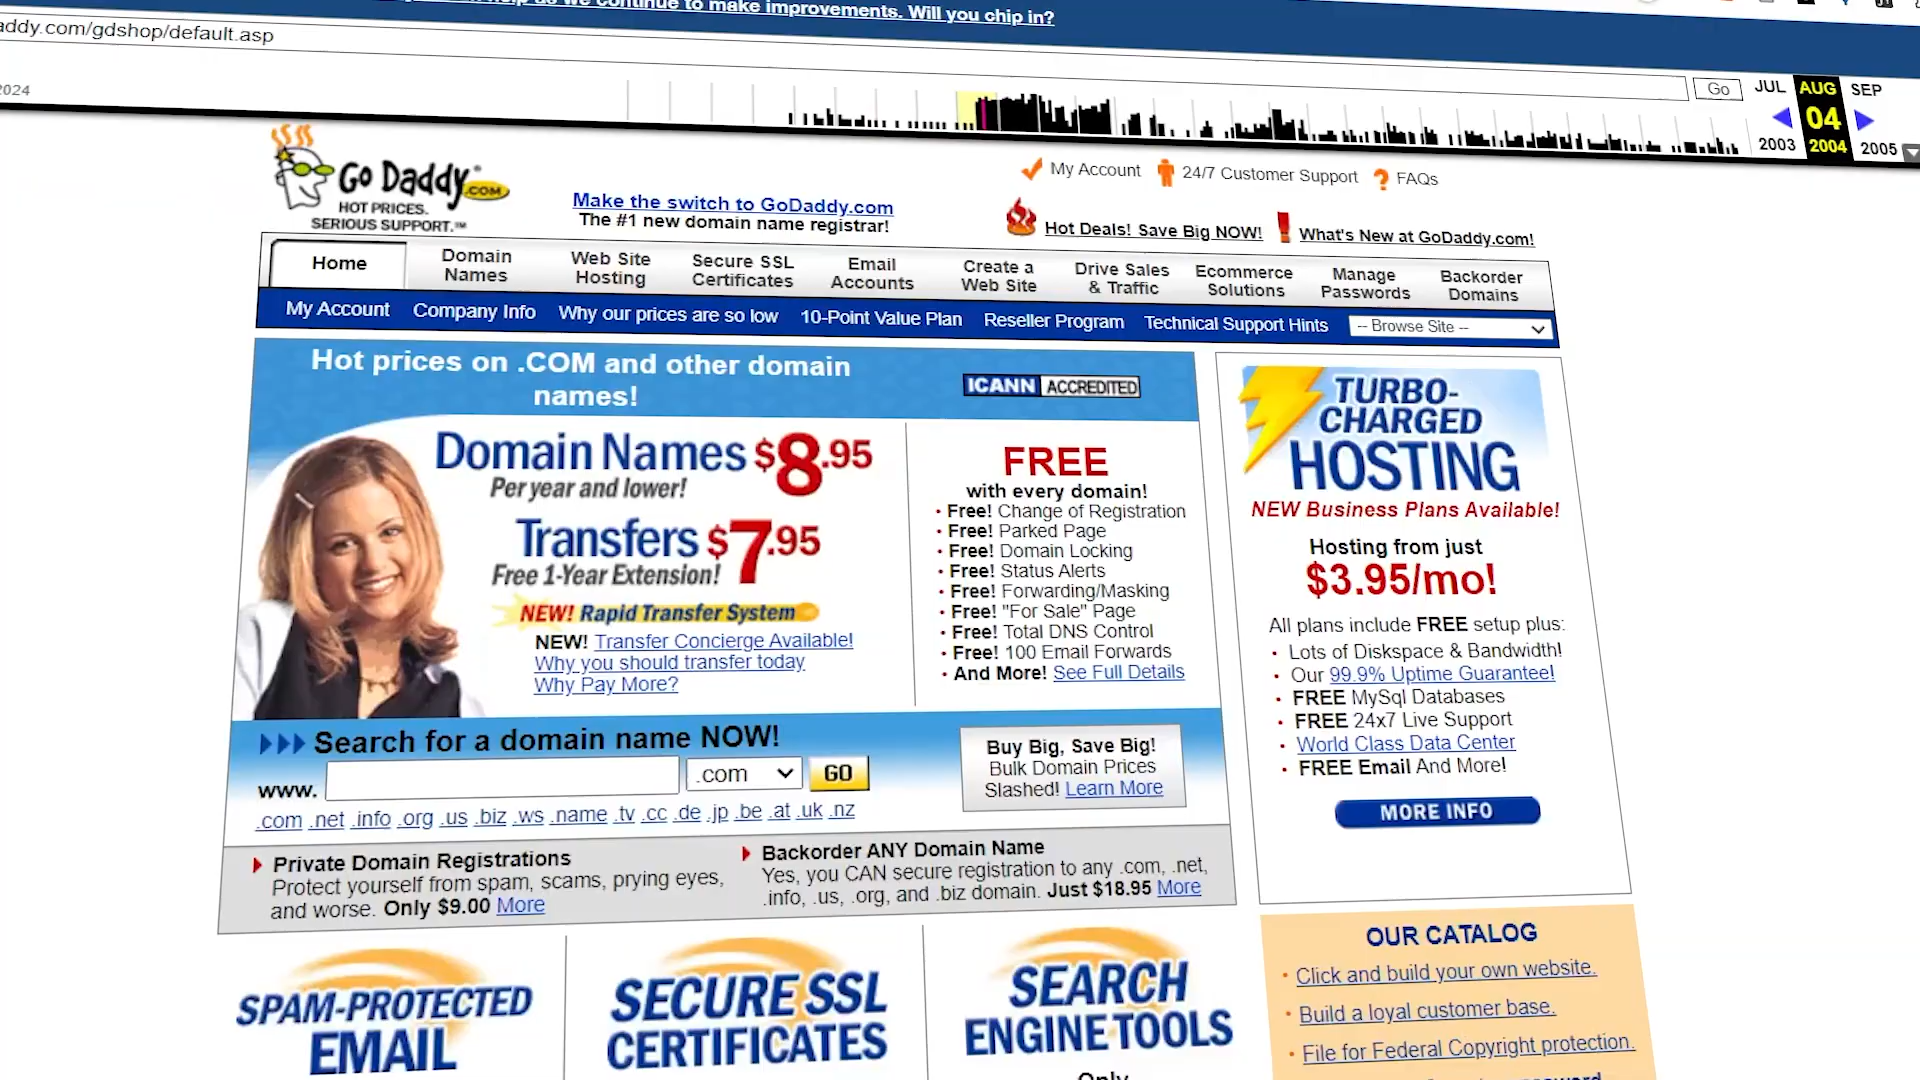 help as we continue to make improvements. Will you chip in?
addy.com/gdshop/default.asp
Go
JUL AUG SEP
04
2003 2004 2005
2024
Go Daddy.COM
HOT PRICES.
SERIOUS SUPPORT.™
Make the switch to GoDaddy.com
The #1 new domain name registrar!
My Account 24/7 Customer Support FAQs
Hot Deals! Save Big NOW! What's New at GoDaddy.com!
Home
Domain
Names
Web Site
Hosting
Secure SSL
Certificates
Email
Accounts
Create a
Web Site
Drive Sales
& Traffic
Ecommerce
Solutions
Manage
Passwords
Backorder
Domains
My Account Company Info Why our prices are so low 10-Point Value Plan Reseller Program Technical Support Hints -- Browse Site --
Hot prices on .COM and other domain
names!
ICANN ACCREDITED
Domain Names $8.95
Per year and lower!
Transfers $7.95
Free 1-Year Extension!
NEW! Rapid Transfer System
NEW! Transfer Concierge Available!
Why you should transfer today
Why Pay More?
FREE
with every domain!
• Free! Change of Registration
• Free! Parked Page
• Free! Domain Locking
• Free! Status Alerts
• Free! Forwarding/Masking
• Free! "For Sale" Page
• Free! Total DNS Control
• Free! 100 Email Forwards
• And More! See Full Details
Search for a domain name NOW!
www. .com GO
.com .net .info .org .us .biz .ws .name .tv .cc .de .jp .be .at .uk .nz
Buy Big, Save Big!
Bulk Domain Prices
Slashed! Learn More
Private Domain Registrations
Protect yourself from spam, scams, prying eyes,
and worse. Only $9.00 More
Backorder ANY Domain Name
Yes, you CAN secure registration to any .com, .net,
.info, .us, .org, and .biz domain. Just $18.95 More
TURBO-
CHARGED
HOSTING
NEW Business Plans Available!
Hosting from just
$3.95/mo!
All plans include FREE setup plus:
• Lots of Diskspace & Bandwidth!
• Our 99.9% Uptime Guarantee!
• FREE MySql Databases
• FREE 24x7 Live Support
• World Class Data Center
• FREE Email And More!
MORE INFO
SPAM-PROTECTED
EMAIL
SECURE SSL
CERTIFICATES
SEARCH
ENGINE TOOLS
Only
OUR CATALOG
• Click and build your own website.
• Build a loyal customer base.
• File for Federal Copyright protection.